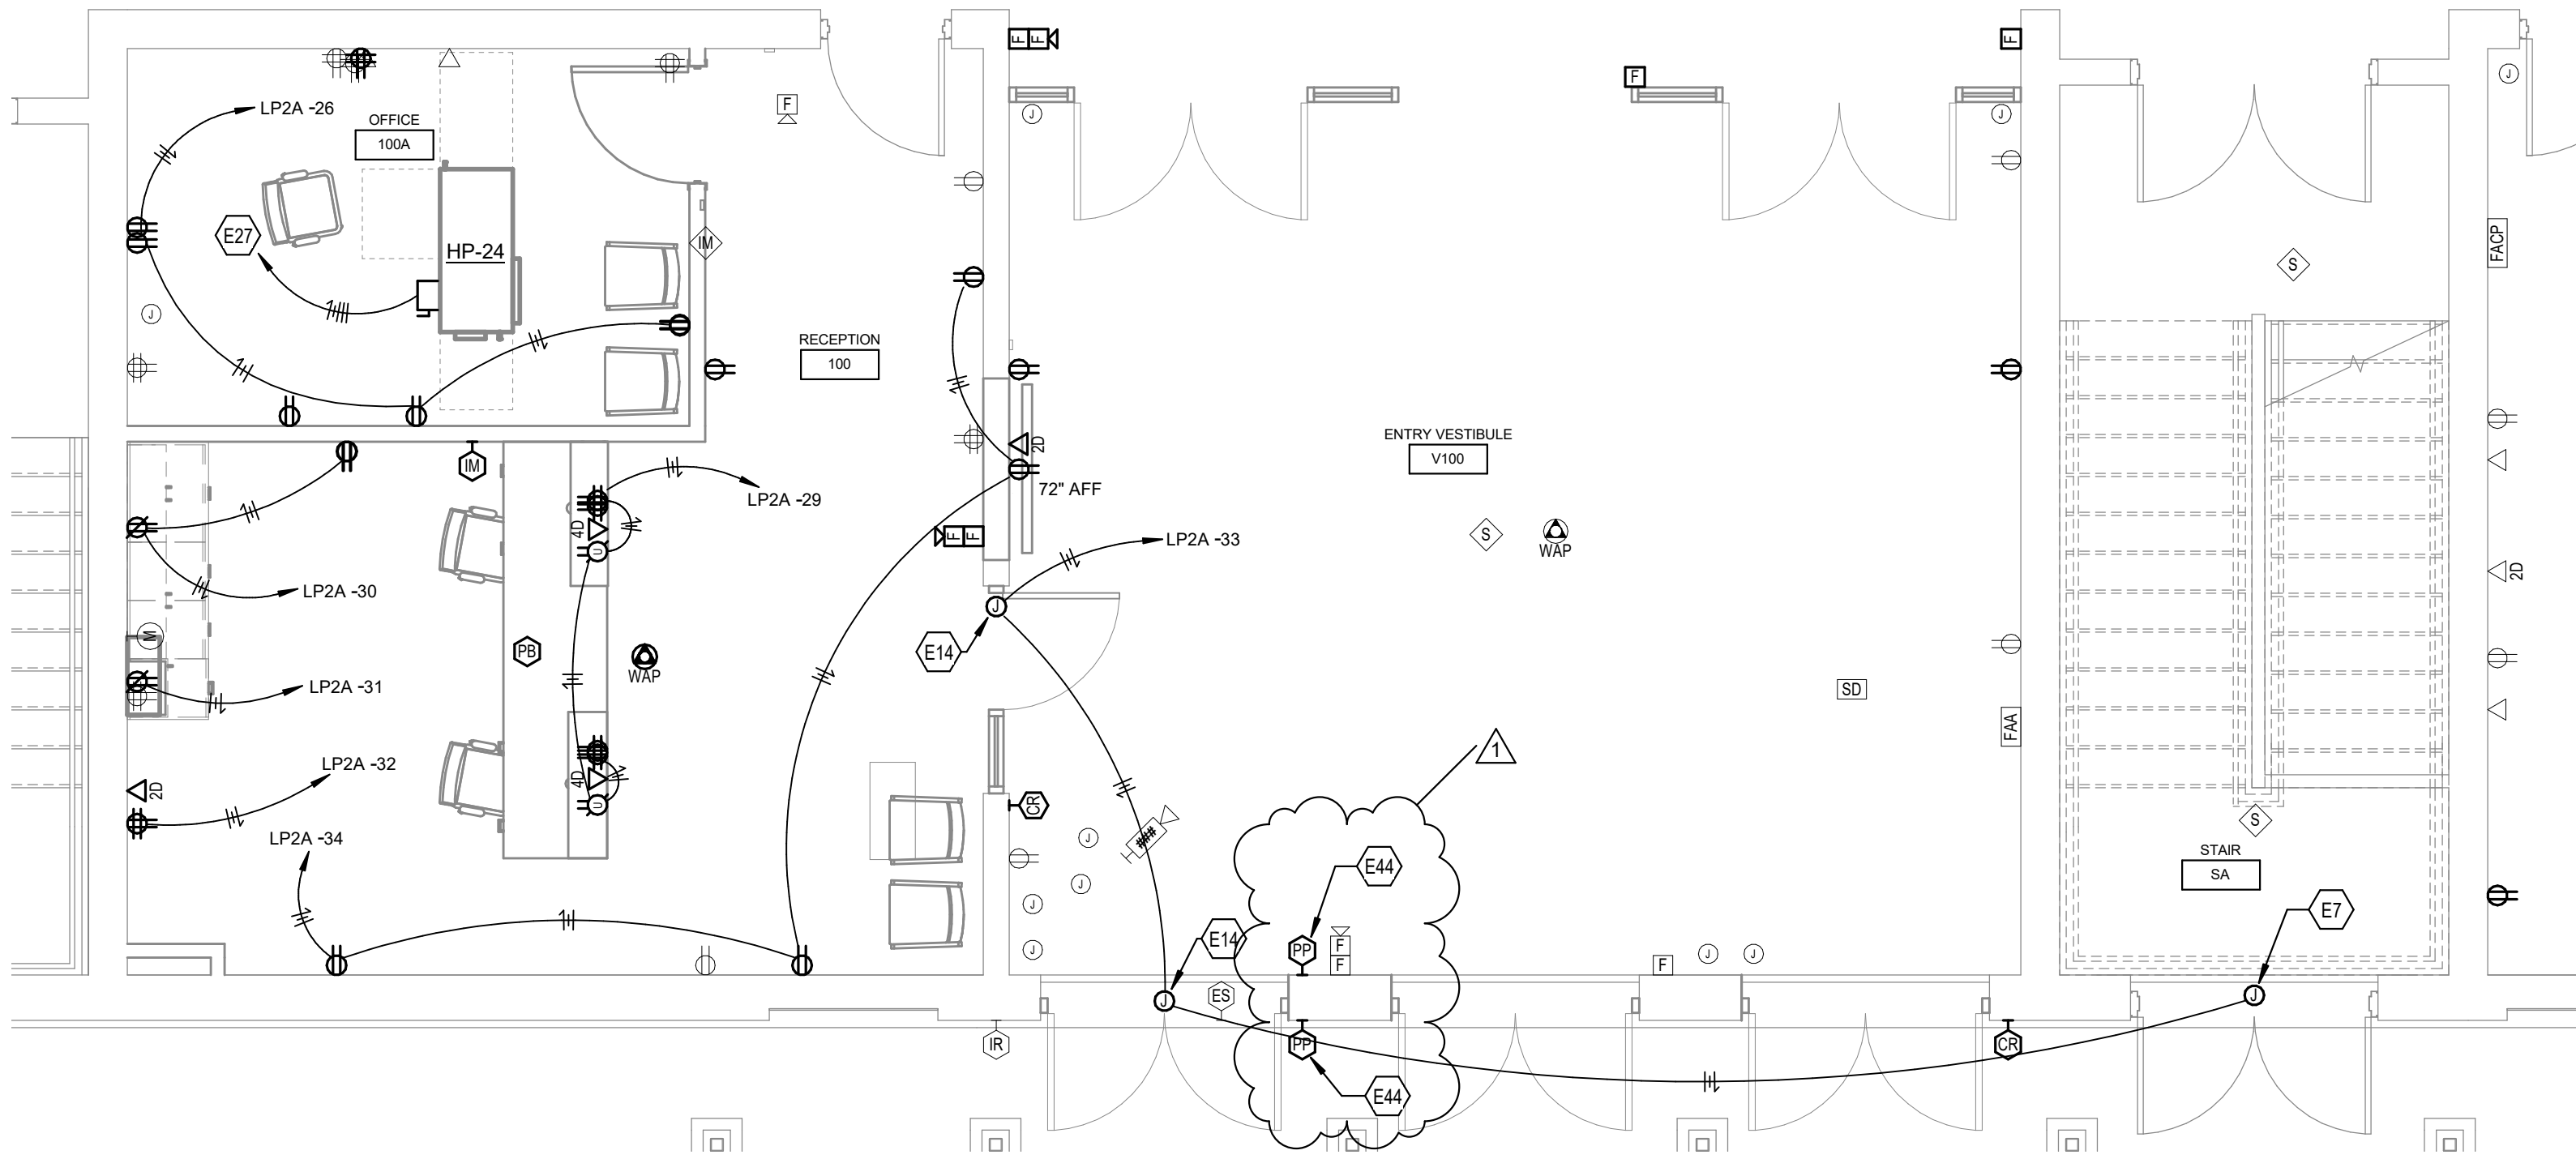 F F
F
F
J
J
J
LP2A -26
OFFICE
100A
F
E27
HP-24
IM
FACP
S
J
RECEPTION
100
ENTRY VESTIBULE
V100
2D
72" AFF
IM
LP2A -29
4D
U
F F
S
WAP
LP2A -33
2D
LP2A -30
J
M
E14
PB
WAP
LP2A -31
SD
FAA
1
LP2A -32
2D
4D
U
CR
S
LP2A -34
J
###
E44
STAIR
SA
J
J
E7
E14
PP
F
F
J
F
J
J
J
ES
J
IR
PP
CR
E44